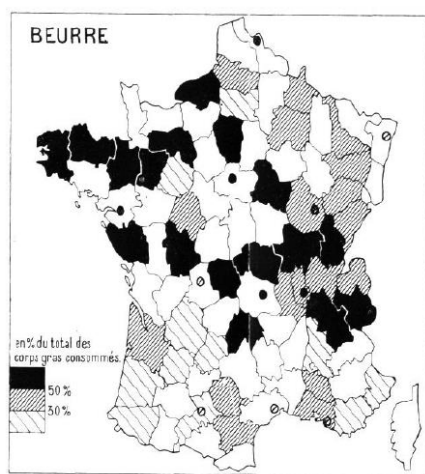 BEURRE
en % du total des
corps gras consommés.
50 %
30 %